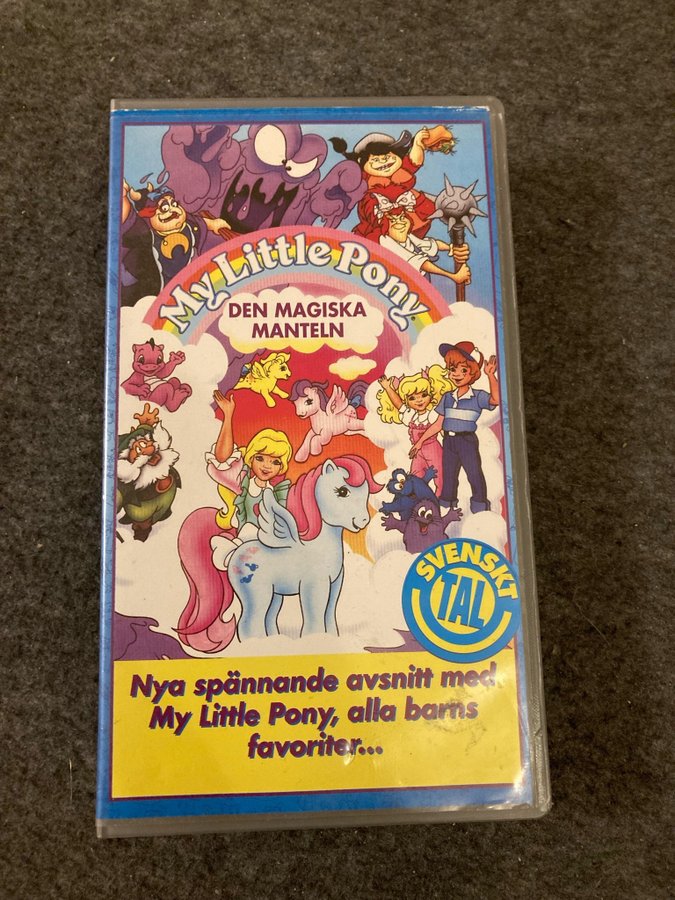 My Little Pony
DEN MAGISKA
MANTELN
SVENSKT
TAL
Nya spännande avsnitt med
My Little Pony, alla barns
favoriter...